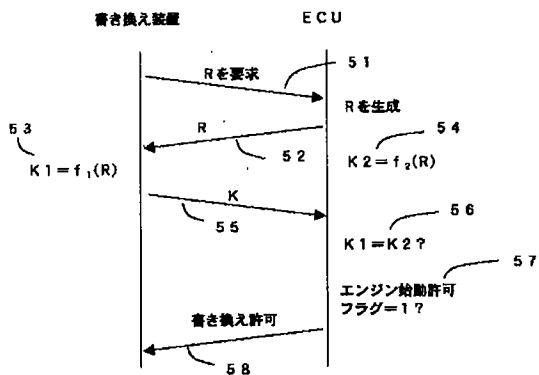 書き換え装置
ＥＣＵ
Rを要求
５１
Rを生成
５３
R
５４
５２
K１＝f₁(R)
K２＝f₂(R)
K
５５
５６
K１＝K２？
５７
エンジン始動許可
フラグ＝１？
書き換え許可
５８